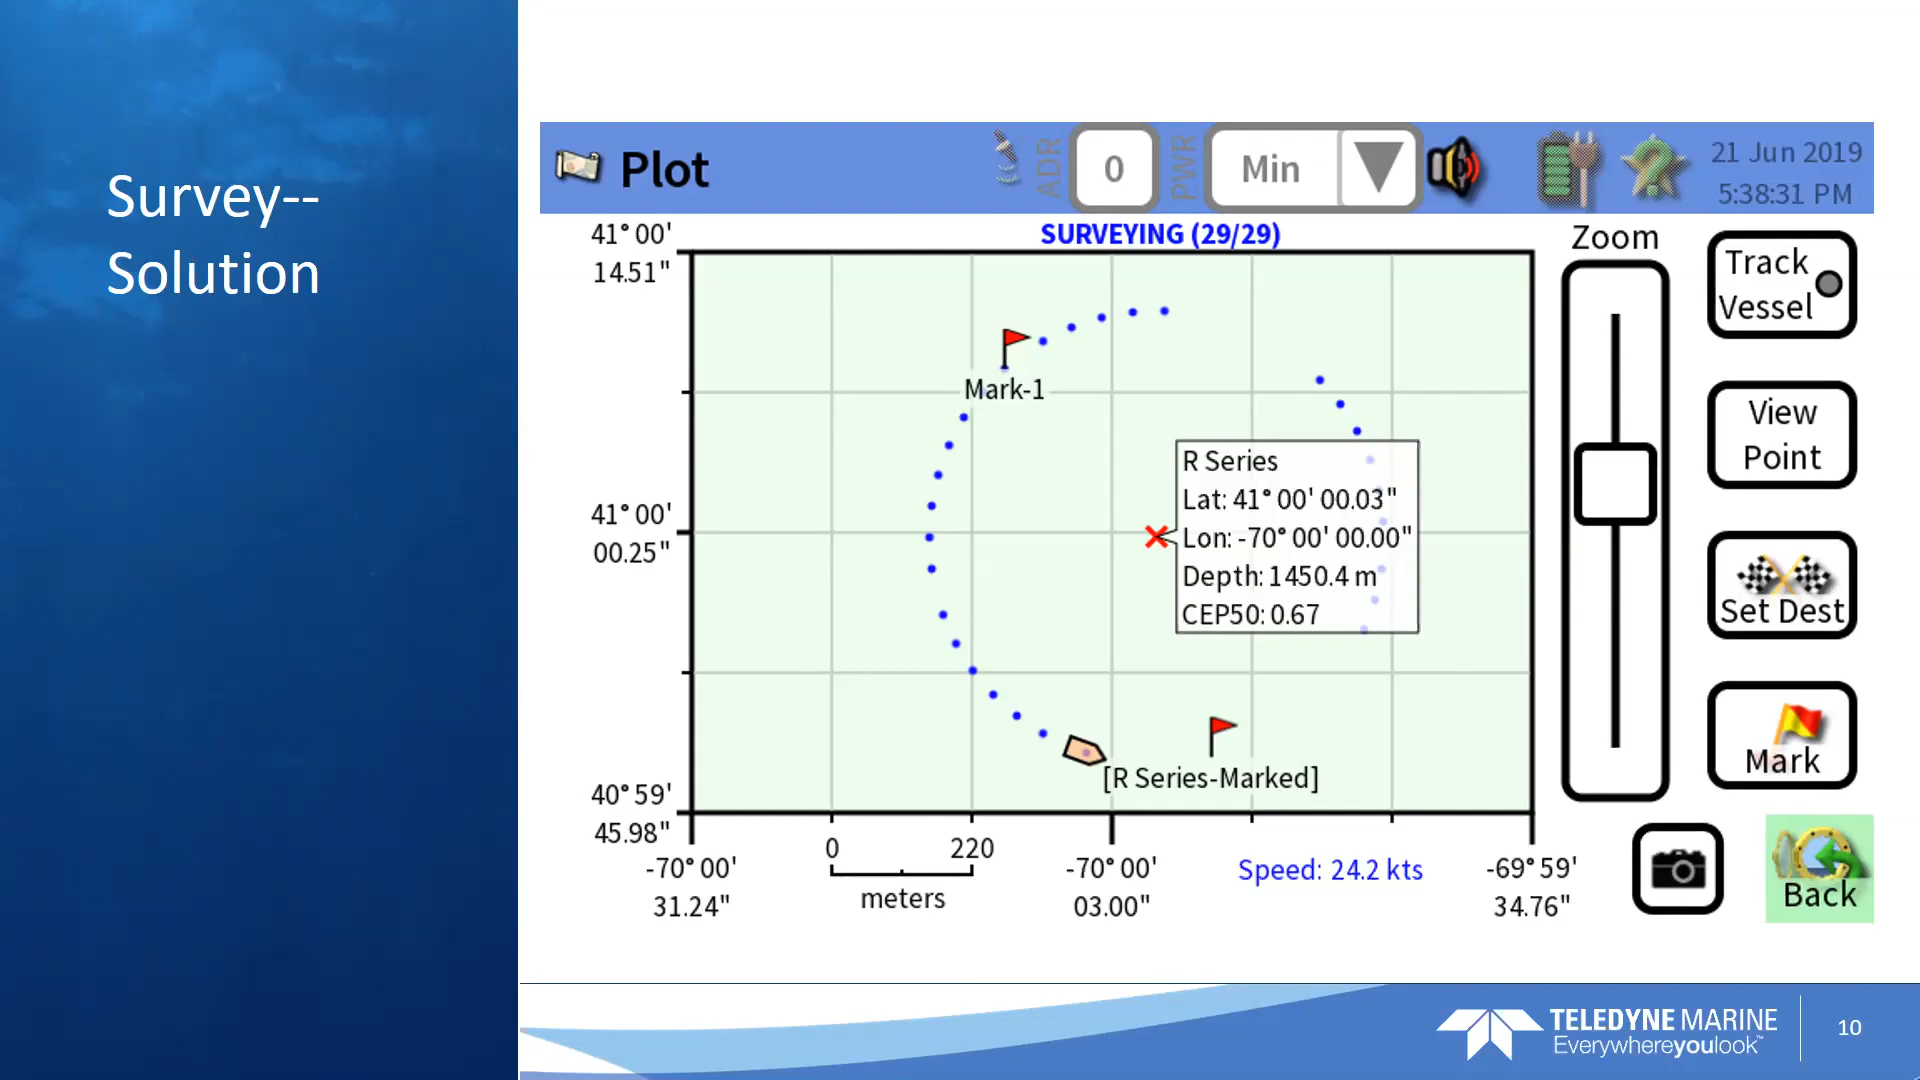 Survey--
Solution
Plot
ADR
0
PWR
Min
21 Jun 2019
5:38:31 PM
SURVEYING (29/29)
41° 00'
14.51"
41° 00'
00.25"
40° 59'
45.98"
Mark-1
R Series
Lat: 41° 00' 00.03"
Lon: -70° 00' 00.00"
Depth: 1450.4 m
CEP50: 0.67
[R Series-Marked]
-70° 00'
31.24"
0 220
meters
-70° 00'
03.00"
Speed: 24.2 kts
-69° 59'
34.76"
Zoom
Track
Vessel
View
Point
Set Dest
Mark
Back
TELEDYNE MARINE
Everywhereyoulook™
10